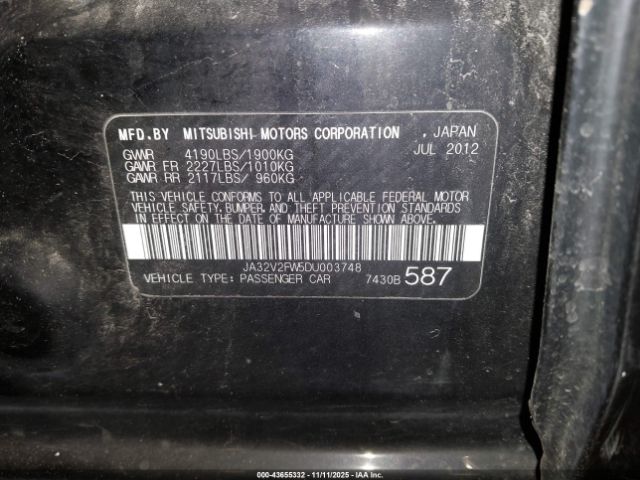 MFD.BY MITSUBISHI MOTORS CORPORATION , JAPAN
GVWR 4190LBS/1900KG JUL 2012
GAWR FR 2227LBS/1010KG
GAWR RR 2117LBS/ 960KG
THIS VEHICLE CONFORMS TO ALL APPLICABLE FEDERAL MOTOR
VEHICLE SAFETY,BUMPER, AND THEFT PREVENTION STANDARDS
IN EFFECT ON THE DATE OF MANUFACTURE SHOWN ABOVE.
JA32V2FW5DU003748
VEHICLE TYPE: PASSENGER CAR 7430B 587
000-43655332 - 11/11/2025 - IAAI.com